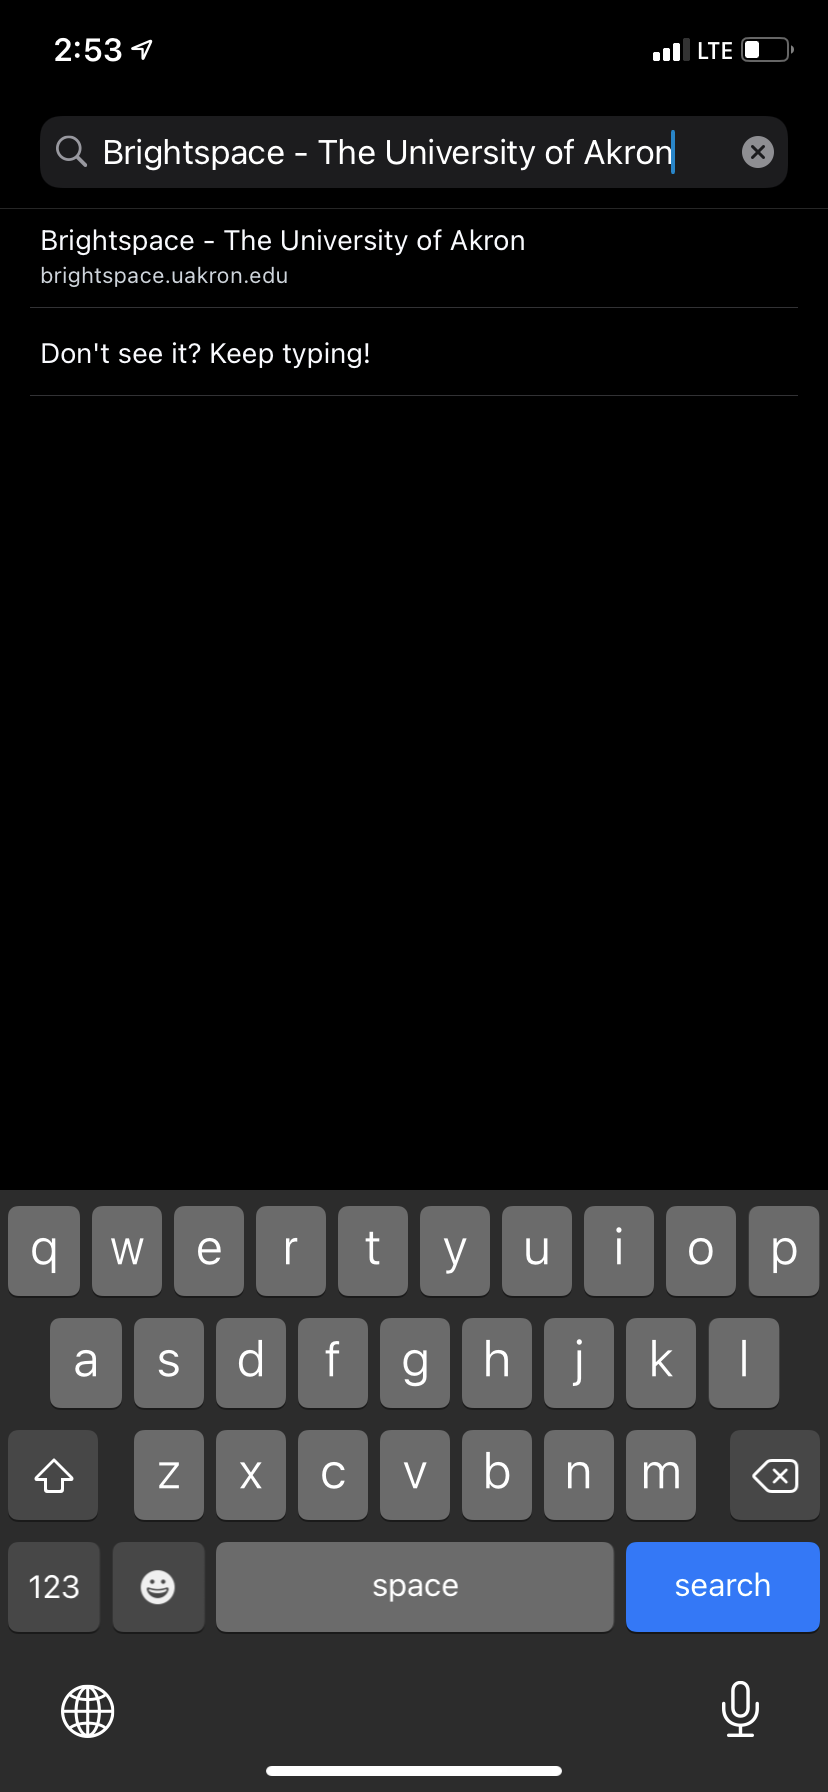 2:53 LTE
Brightspace - The University of Akron
Brightspace - The University of Akron
brightspace.uakron.edu
Don't see it? Keep typing!
q w e r t y u i o p
a s d f g h j k l
z x c v b n m
123 space search